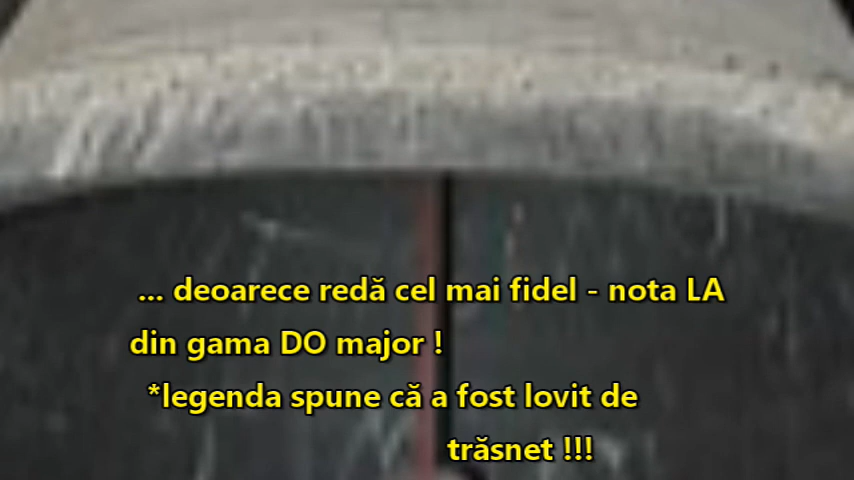 ... deoarece redă cel mai fidel - nota LA
din gama DO major !
*legenda spune că a fost lovit de
trăsnet !!!